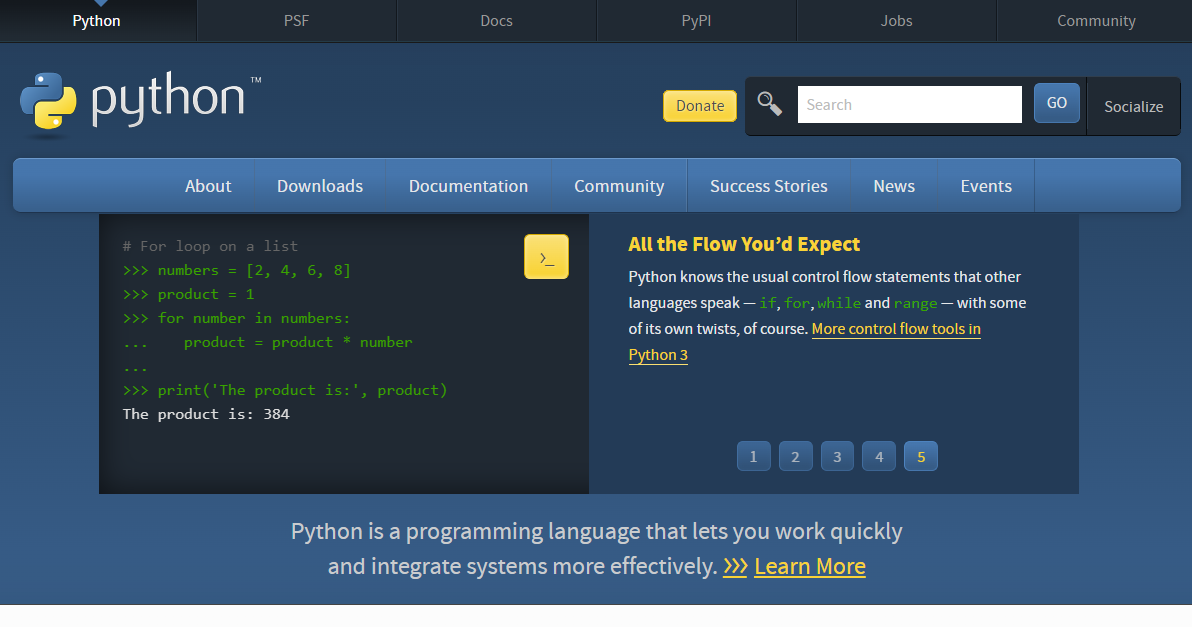 Python PSF Docs PyPI Jobs Community
python™
Donate Search GO Socialize
About Downloads Documentation Community Success Stories News Events
# For loop on a list
>>> numbers = [2, 4, 6, 8]
>>> product = 1
>>> for number in numbers:
...    product = product * number
...
>>> print('The product is:', product)
The product is: 384
>_
All the Flow You’d Expect
Python knows the usual control flow statements that other
languages speak — if, for, while and range — with some
of its own twists, of course. More control flow tools in
Python 3
1 2 3 4 5
Python is a programming language that lets you work quickly
and integrate systems more effectively. >>> Learn More